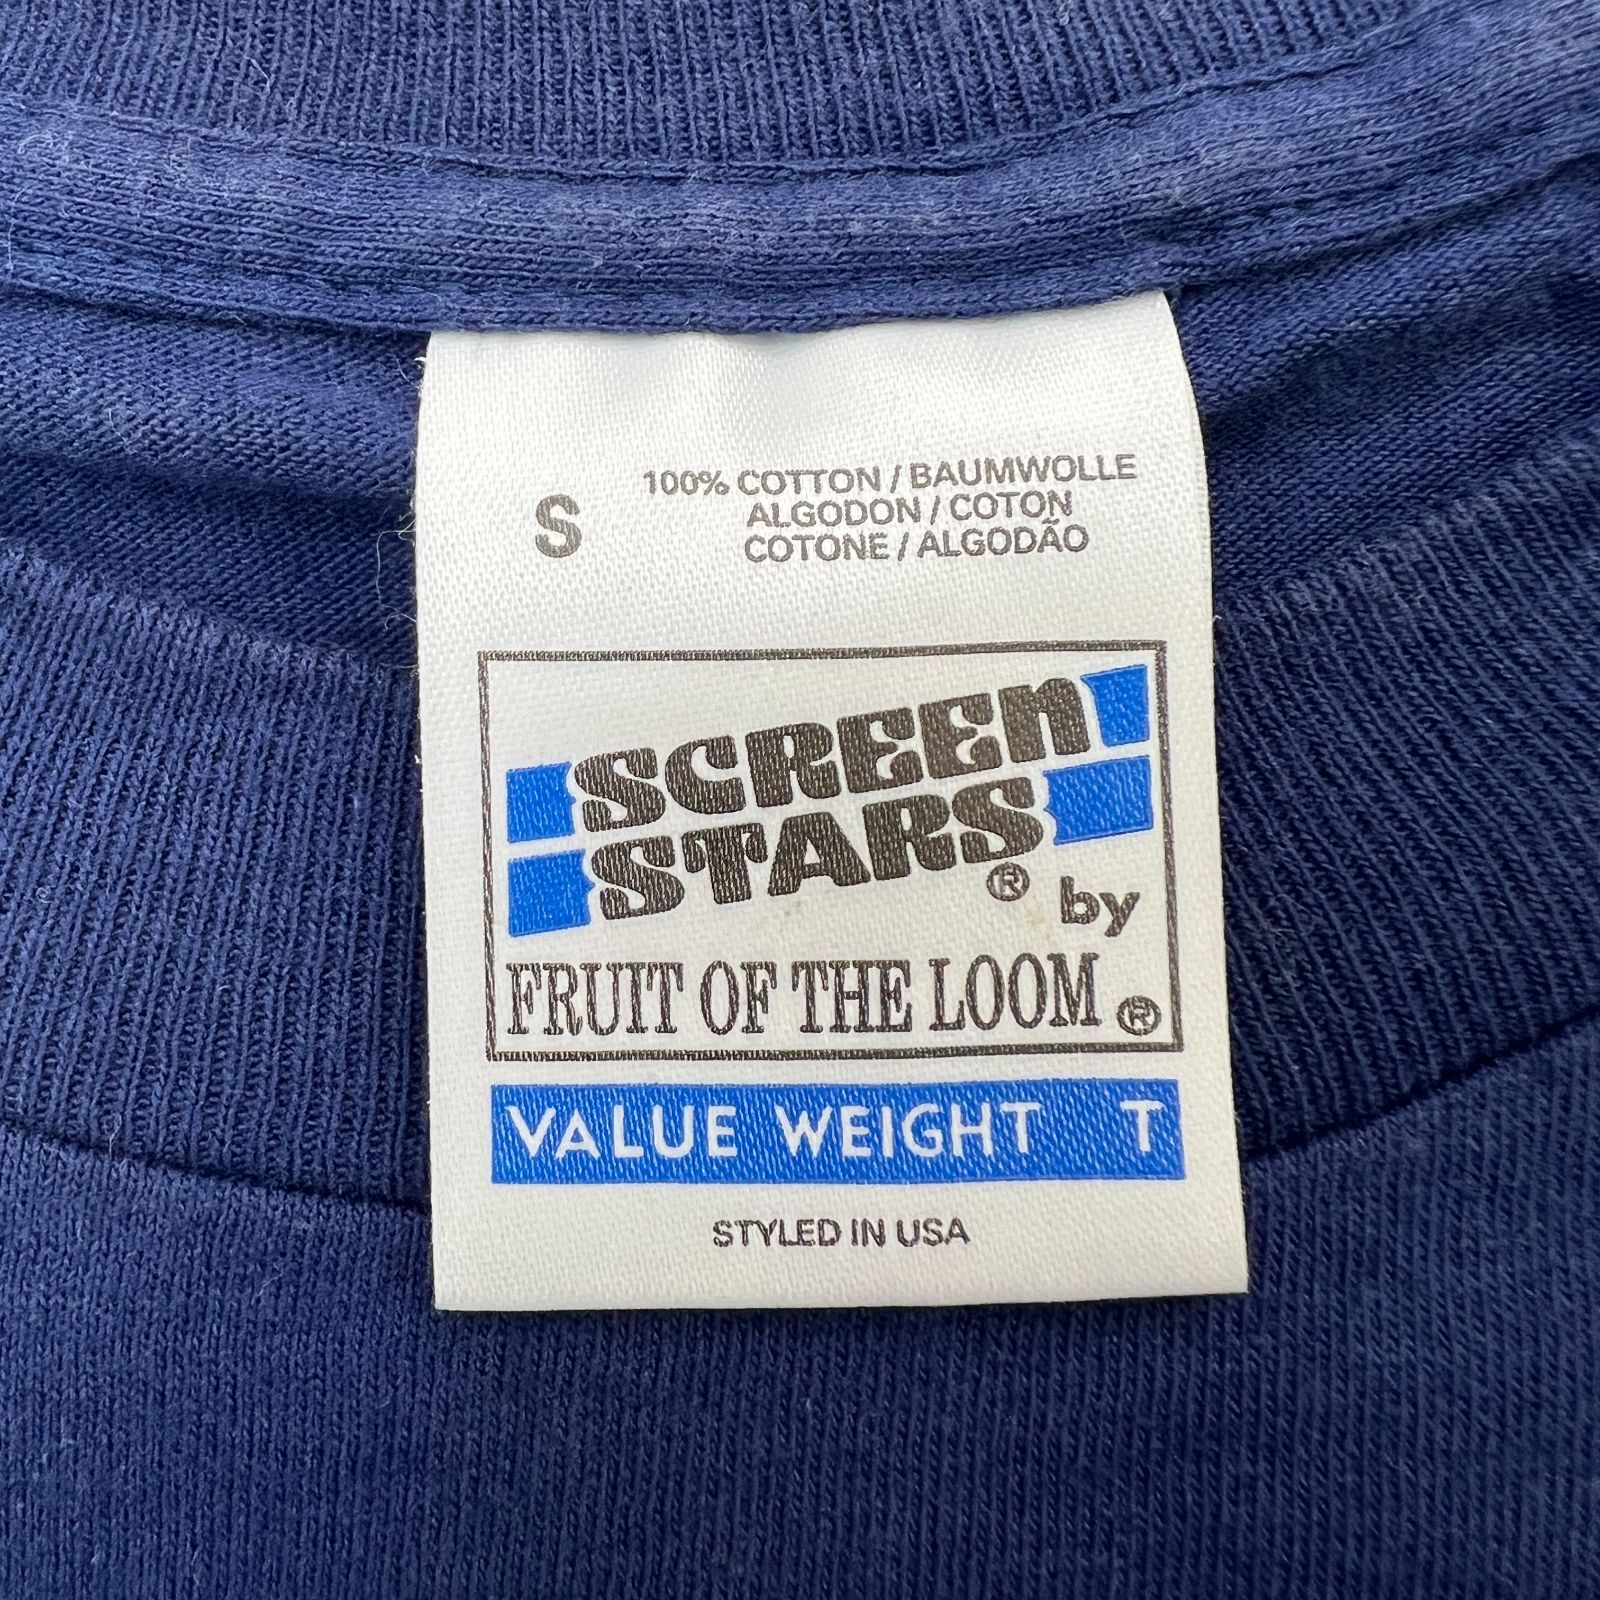 S
100% COTTON / BAUMWOLLE
ALGODON / COTON
COTONE / ALGODÃO
SCREEN
STARS® by
FRUIT OF THE LOOM®
VALUE WEIGHT T
STYLED IN USA